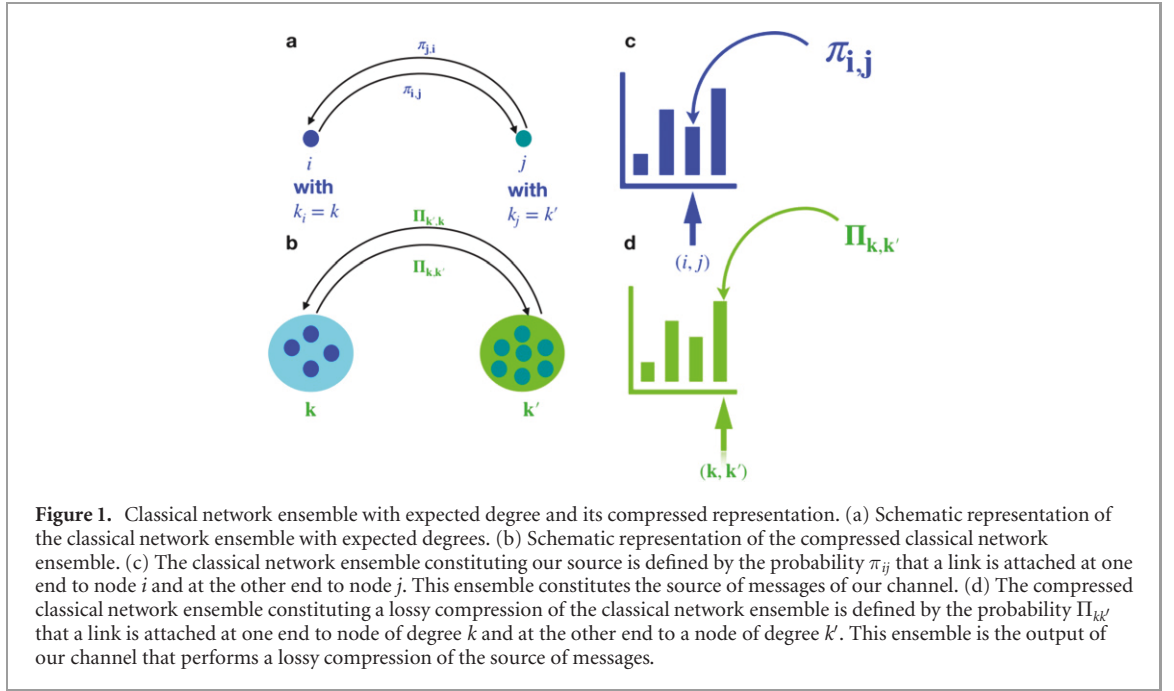 a
π_{j,i}
π_{i,j}
i
with
k_i = k
j
with
k_j = k′
b
Π_{k′,k}
Π_{k,k′}
k
k′
c
π_{i,j}
(i, j)
d
Π_{k,k′}
(k, k′)
Figure 1. Classical network ensemble with expected degree and its compressed representation. (a) Schematic representation of
the classical network ensemble with expected degrees. (b) Schematic representation of the compressed classical network
ensemble. (c) The classical network ensemble constituting our source is defined by the probability π_{ij} that a link is attached at one
end to node i and at the other end to node j. This ensemble constitutes the source of messages of our channel. (d) The compressed
classical network ensemble constituting a lossy compression of the classical network ensemble is defined by the probability Π_{kk′}
that a link is attached at one end to node of degree k and at the other end to a node of degree k′. This ensemble is the output of
our channel that performs a lossy compression of the source of messages.